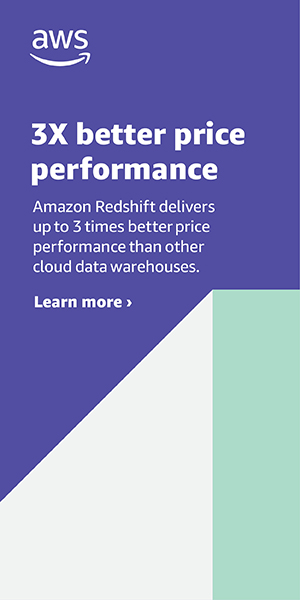 aws
3X better price
performance
Amazon Redshift delivers
up to 3 times better price
performance than other
cloud data warehouses.
Learn more ›